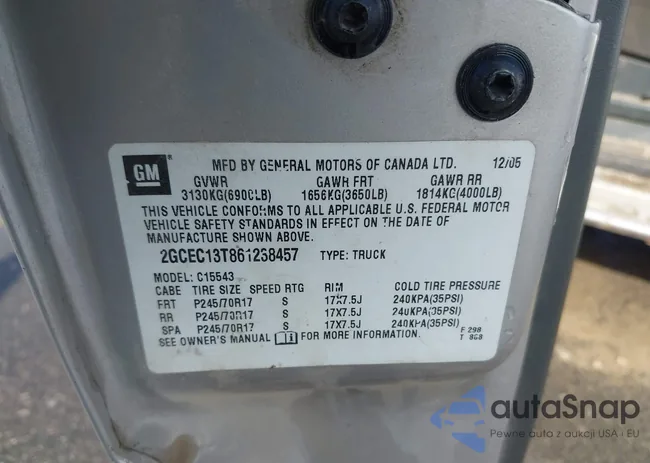 GM ® MFD BY GENERAL MOTORS OF CANADA LTD. 12/05
GVWR GAWR FRT GAWR RR
3130KG(6900LB) 1656KG(3650LB) 1814KG(4000LB)
THIS VEHICLE CONFORMS TO ALL APPLICABLE U.S. FEDERAL MOTOR
VEHICLE SAFETY STANDARDS IN EFFECT ON THE DATE OF
MANUFACTURE SHOWN ABOVE.
2GCEC13T861238457 TYPE: TRUCK
MODEL: C15543
CABE TIRE SIZE SPEED RTG RIM COLD TIRE PRESSURE
FRT P245/70R17 S 17X7.5J 240KPA(35PSI)
RR P245/70R17 S 17X7.5J 240KPA(35PSI)
SPA P245/70R17 S 17X7.5J 240KPA(35PSI)
SEE OWNER'S MANUAL FOR MORE INFORMATION.
F 298
T 868
autoSnap
Pewne auto z aukcji USA i EU